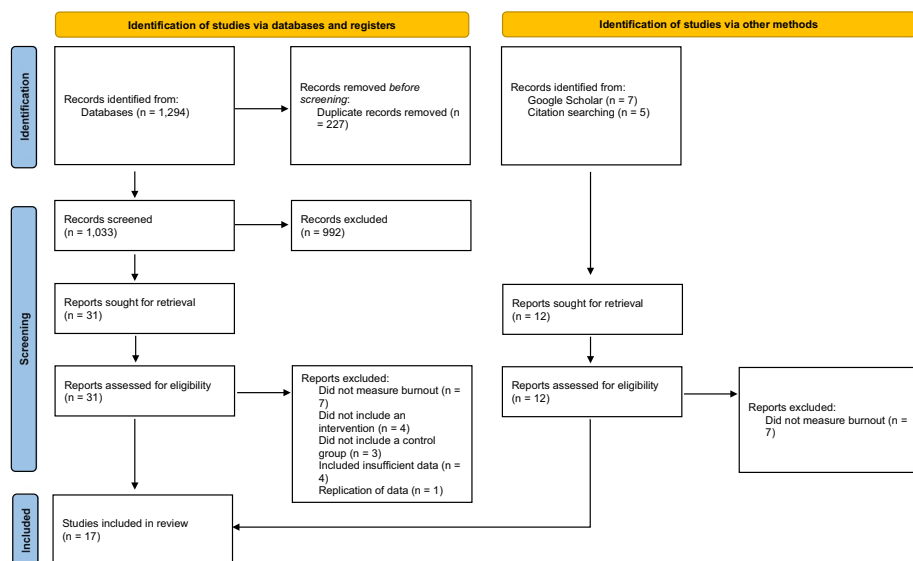 Identification of studies via databases and registers
Identification of studies via other methods
Identification
Records identified from:
Databases (n = 1,294)
Records removed before
screening:
Duplicate records removed (n
= 227)
Records identified from:
Google Scholar (n = 7)
Citation searching (n = 5)
Screening
Records screened
(n = 1,033)
Records excluded
(n = 992)
Reports sought for retrieval
(n = 31)
Reports sought for retrieval
(n = 12)
Reports assessed for eligibility
(n = 31)
Reports excluded:
Did not measure burnout (n =
7)
Did not include an
intervention (n = 4)
Did not include a control
group (n = 3)
Included insufficient data (n =
4)
Replication of data (n = 1)
Reports assessed for eligibility
(n = 12)
Reports excluded:
Did not measure burnout (n =
7)
Included
Studies included in review
(n = 17)